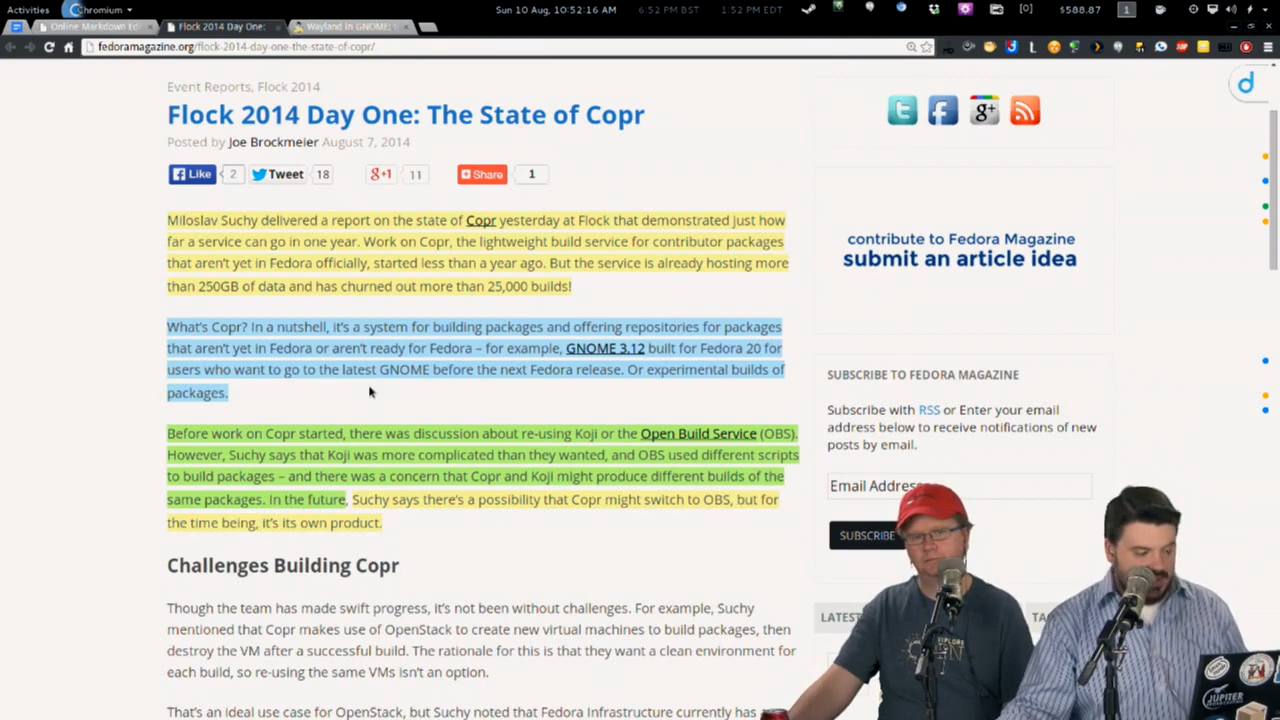 Activities Chromium Sun 10 Aug, 10:52:16 AM 6:52 PM BST 1:52 PM EDT [0] $588.87 1
Online Markdown Ed Flock 2014 Day One: Wayland in GNOME:
fedoramagazine.org/flock-2014-day-one-the-state-of-copr/
Event Reports, Flock 2014
Flock 2014 Day One: The State of Copr
Posted by Joe Brockmeier August 7, 2014
Like 2 Tweet 18 g+1 11 Share 1
Miloslav Suchy delivered a report on the state of Copr yesterday at Flock that demonstrated just how
far a service can go in one year. Work on Copr, the lightweight build service for contributor packages
that aren't yet in Fedora officially, started less than a year ago. But the service is already hosting more
than 250GB of data and has churned out more than 25,000 builds!
What's Copr? In a nutshell, it's a system for building packages and offering repositories for packages
that aren't yet in Fedora or aren't ready for Fedora – for example, GNOME 3.12 built for Fedora 20 for
users who want to go to the latest GNOME before the next Fedora release. Or experimental builds of
packages.
Before work on Copr started, there was discussion about re-using Koji or the Open Build Service (OBS).
However, Suchy says that Koji was more complicated than they wanted, and OBS used different scripts
to build packages – and there was a concern that Copr and Koji might produce different builds of the
same packages. In the future, Suchy says there's a possibility that Copr might switch to OBS, but for
the time being, it's its own product.
Challenges Building Copr
Though the team has made swift progress, it's not been without challenges. For example, Suchy
mentioned that Copr makes use of OpenStack to create new virtual machines to build packages, then
destroy the VM after a successful build. The rationale for this is that they want a clean environment for
each build, so re-using the same VMs isn't an option.
That's an ideal use case for OpenStack, but Suchy noted that Fedora Infrastructure currently has
contribute to Fedora Magazine
submit an article idea
SUBSCRIBE TO FEDORA MAGAZINE
Subscribe with RSS or Enter your email
address below to receive notifications of new
posts by email.
Email Address
SUBSCRIBE
LATEST TA
JUPITER